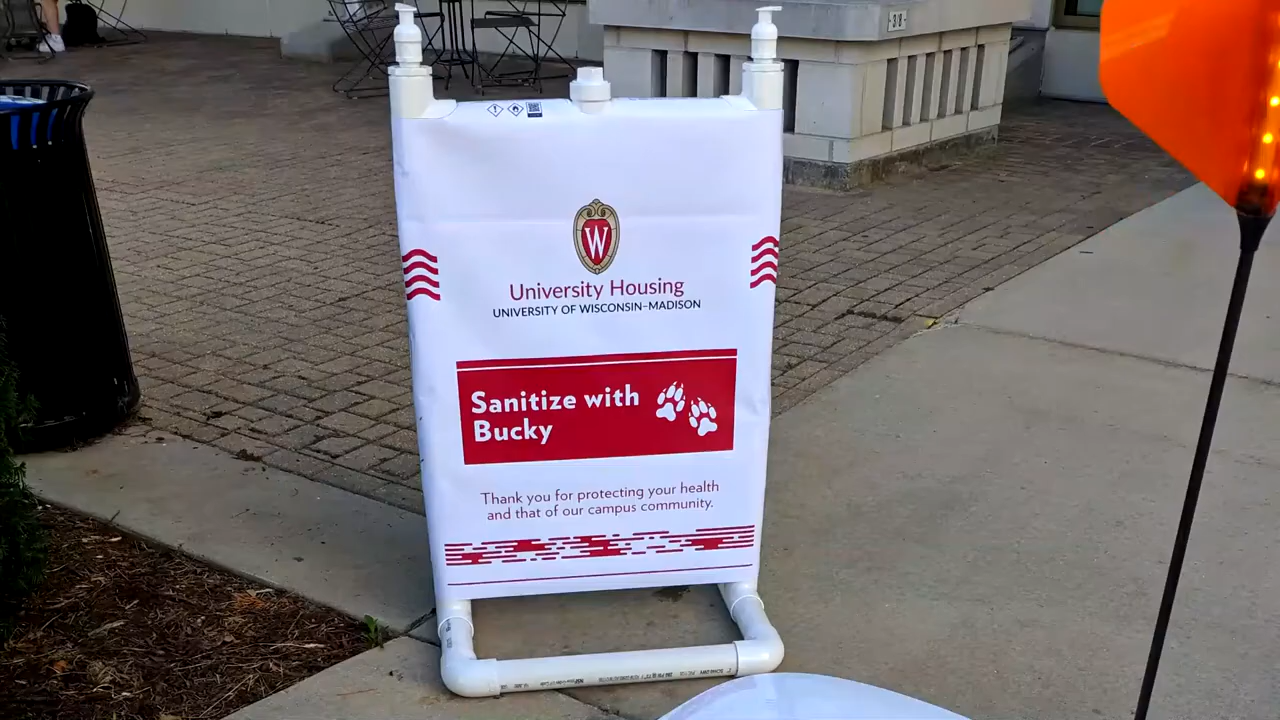 88
W
University Housing
UNIVERSITY OF WISCONSIN–MADISON
Sanitize with
Bucky
Thank you for protecting your health
and that of our campus community.